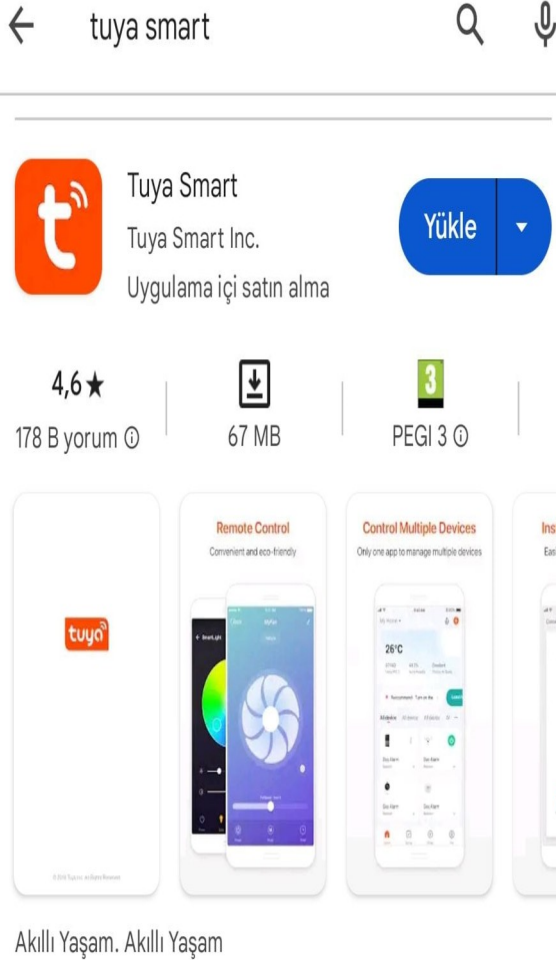 tuya smart
Tuya Smart
Tuya Smart Inc.
Uygulama içi satın alma
Yükle
4,6★
178 B yorum
67 MB
3
PEGI 3
tuya
Remote Control
Convenient and eco-friendly
Control Multiple Devices
Only one app to manage multiple devices
26°C
Ins
Eas
Akıllı Yaşam. Akıllı Yaşam